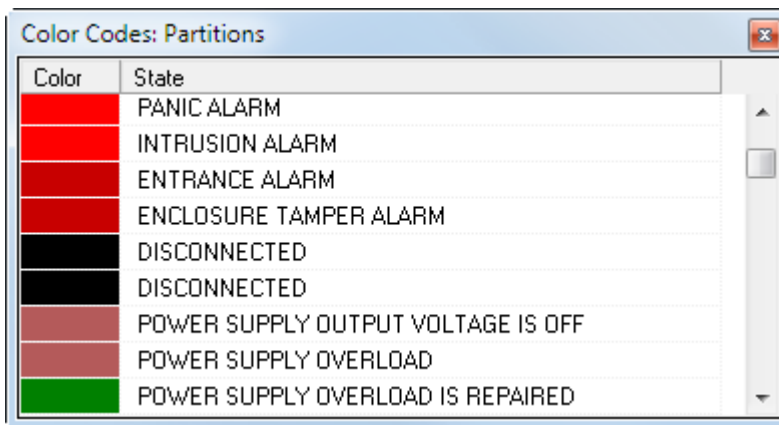 Color Codes: Partitions
Color State
PANIC ALARM
INTRUSION ALARM
ENTRANCE ALARM
ENCLOSURE TAMPER ALARM
DISCONNECTED
DISCONNECTED
POWER SUPPLY OUTPUT VOLTAGE IS OFF
POWER SUPPLY OVERLOAD
POWER SUPPLY OVERLOAD IS REPAIRED